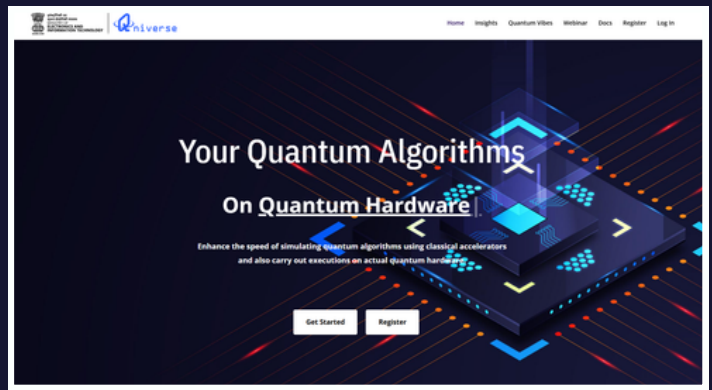 MINISTRY OF
ELECTRONICS AND
INFORMATION TECHNOLOGY
Qniverse
Home Insights Quantum Vibes Webinar Docs Register Log In
Your Quantum Algorithms
On Quantum Hardware
Enhance the speed of simulating quantum algorithms using classical accelerators
and also carry out executions on actual quantum hardware.
Get Started Register